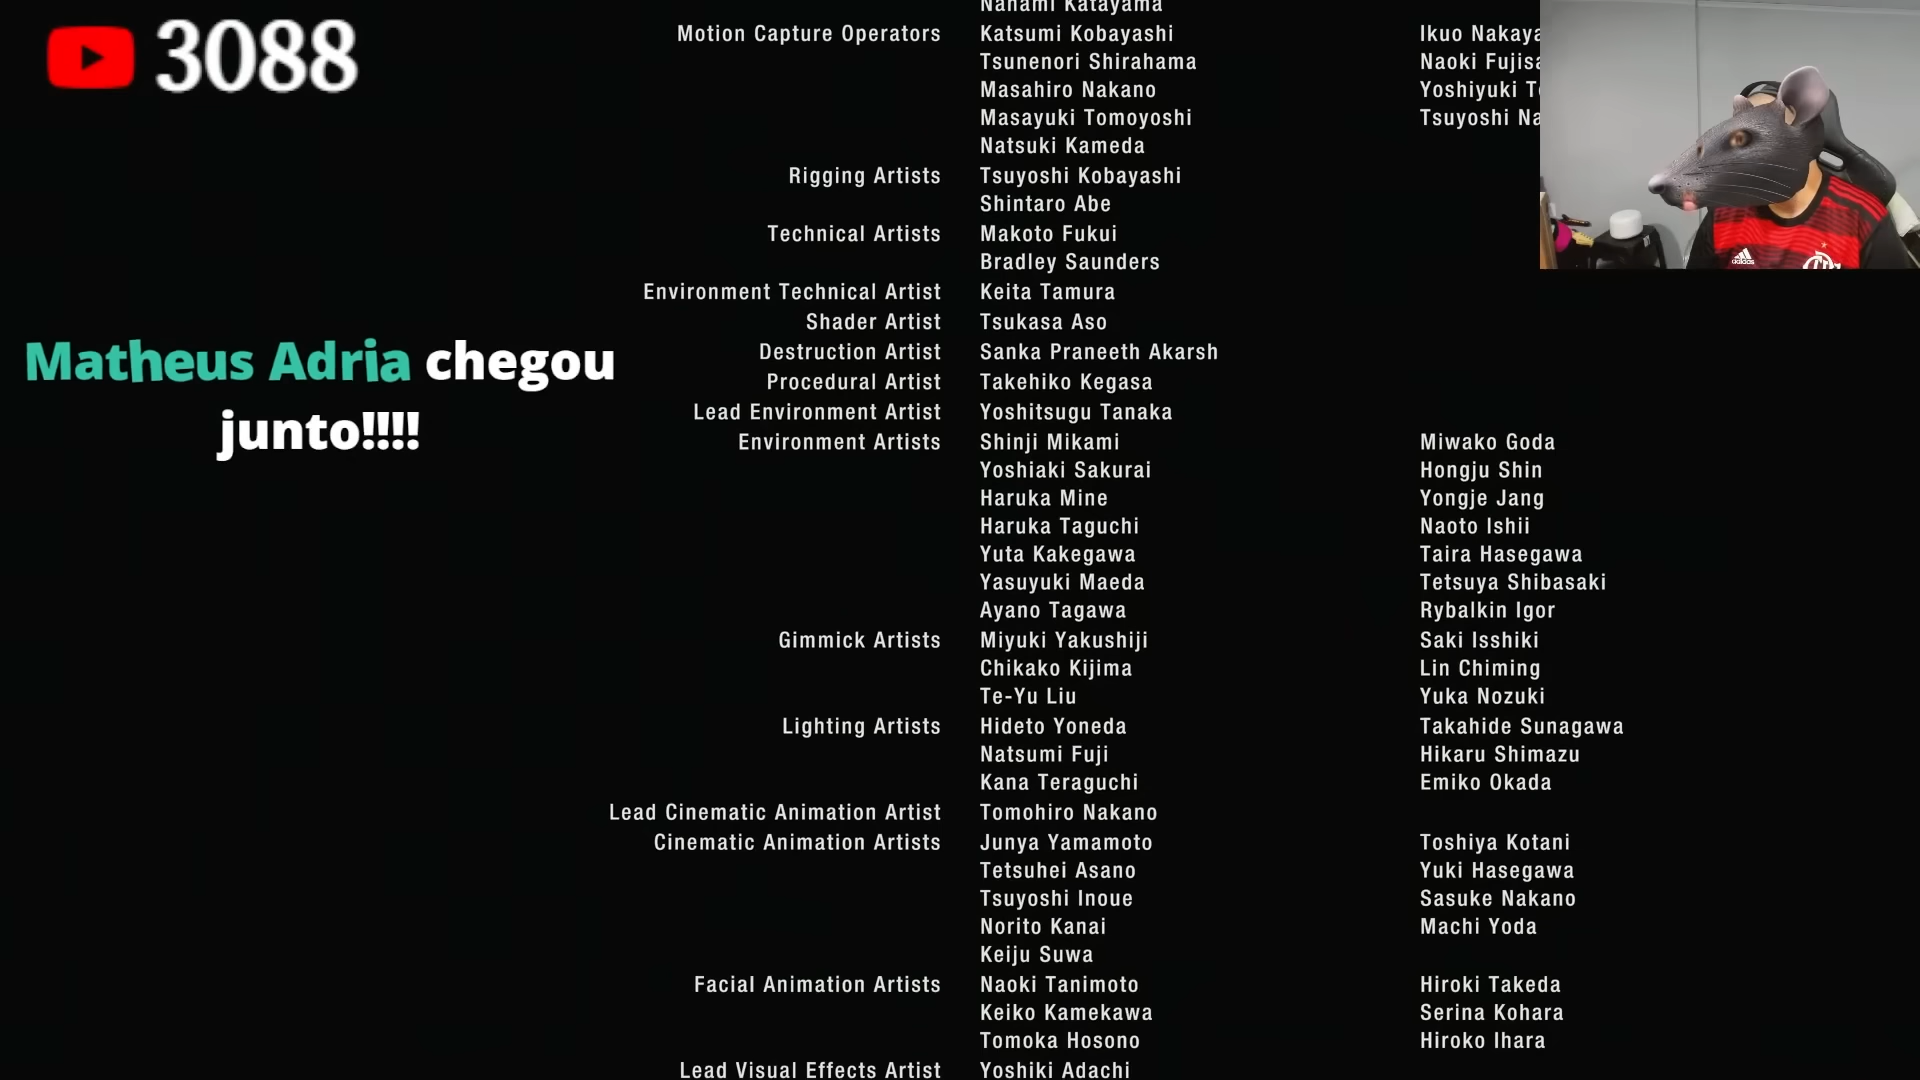 3088
Nanami Katayama
Motion Capture Operators Katsumi Kobayashi Ikuo
Tsunenori Shirahama Naoki
Masahiro Nakano Yoshiyuki
Masayuki Tomoyoshi Tsuyoshi
Natsuki Kameda
Rigging Artists Tsuyoshi Kobayashi
Shintaro Abe
Technical Artists Makoto Fukui
Bradley Saunders
Environment Technical Artist Keita Tamura
Shader Artist Tsukasa Aso
Destruction Artist Sanka Praneeth Akarsh
Procedural Artist Takehiko Kegasa
Lead Environment Artist Yoshitsugu Tanaka
Environment Artists Shinji Mikami Miwako Goda
Yoshiaki Sakurai Hongju Shin
Haruka Mine Yongje Jang
Haruka Taguchi Naoto Ishii
Yuta Kakegawa Taira Hasegawa
Yasuyuki Maeda Tetsuya Shibasaki
Ayano Tagawa Rybalkin Igor
Gimmick Artists Miyuki Yakushiji Saki Isshiki
Chikako Kijima Lin Chiming
Te-Yu Liu Yuka Nozuki
Lighting Artists Hideto Yoneda Takahide Sunagawa
Natsumi Fuji Hikaru Shimazu
Kana Teraguchi Emiko Okada
Lead Cinematic Animation Artist Tomohiro Nakano
Cinematic Animation Artists Junya Yamamoto Toshiya Kotani
Tetsuhei Asano Yuki Hasegawa
Tsuyoshi Inoue Sasuke Nakano
Norito Kanai Machi Yoda
Keiju Suwa
Facial Animation Artists Naoki Tanimoto Hiroki Takeda
Keiko Kamekawa Serina Kohara
Tomoka Hosono Hiroko Ihara
Lead Visual Effects Artist Yoshiki Adachi
Matheus Adria chegou
junto!!!!
adidas